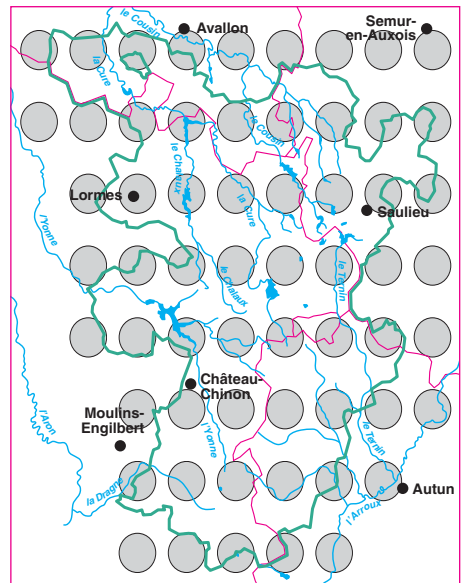 le Cousin
Avallon
Semur-
en-Auxois
la Cure
le Cousin
le Chalaux
Lormes
la Cure
Saulieu
l'Yonne
le Chalaux
le Ternin
Château-
Chinon
Moulins-
Engilbert
l'Aron
l'Yonne
le Ternin
la Dragne
Autun
l'Arroux